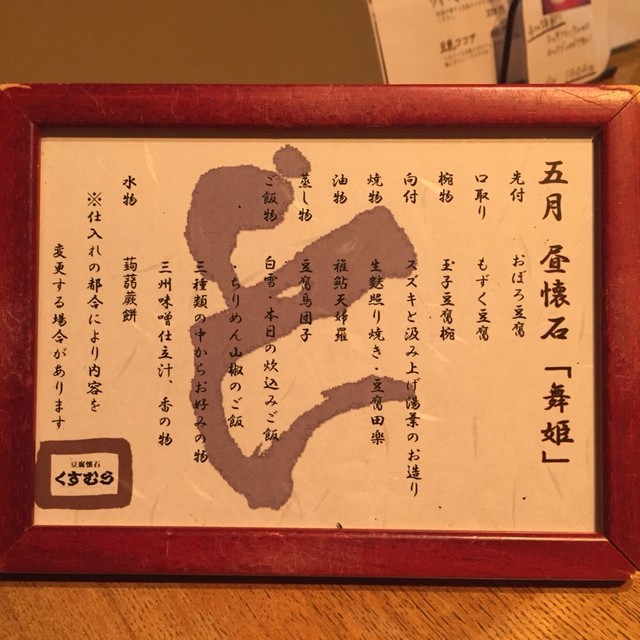 五月 昼懐石「舞姫」
先付 おぼろ豆腐
口取り もずく豆腐
椀物 玉子豆腐椀
向付 スズキと汲み上げ湯葉のお造り
焼物 生麩照り焼き・豆腐田楽
油物 稚鮎天婦羅
蒸し物 豆腐鳥団子
ご飯物 白雪・本日の炊込みご飯
・ちりめん山椒のご飯
三種類の中からお好みの物
三州味噌仕立汁、香の物
水物 蒟蒻蕨餅
※仕入れの都合により内容を
変更する場合があります
豆腐懐石
くすむら